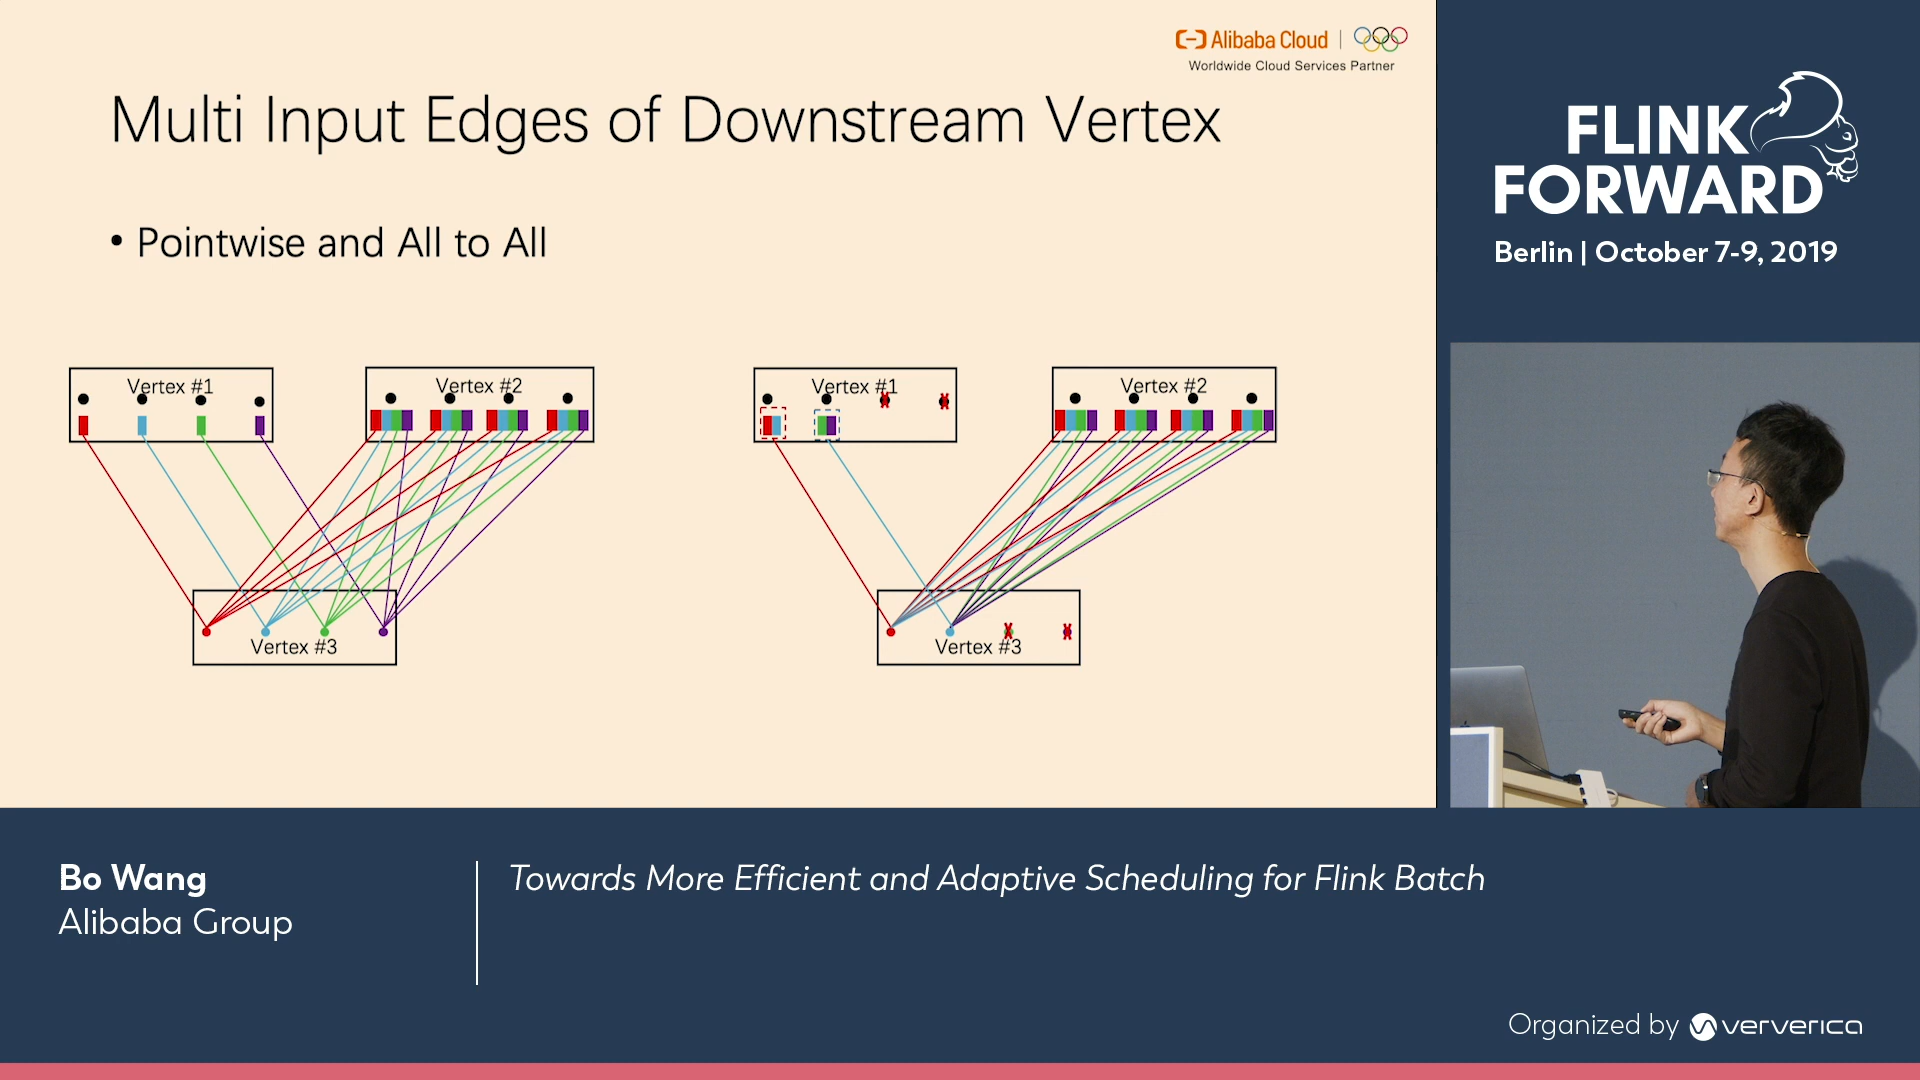 Alibaba Cloud
Worldwide Cloud Services Partner
Multi Input Edges of Downstream Vertex
• Pointwise and All to All
Vertex #1
Vertex #2
Vertex #3
Vertex #1
Vertex #2
Vertex #3
FLINK
FORWARD
Berlin | October 7-9, 2019
Bo Wang
Alibaba Group
Towards More Efficient and Adaptive Scheduling for Flink Batch
Organized by ververica